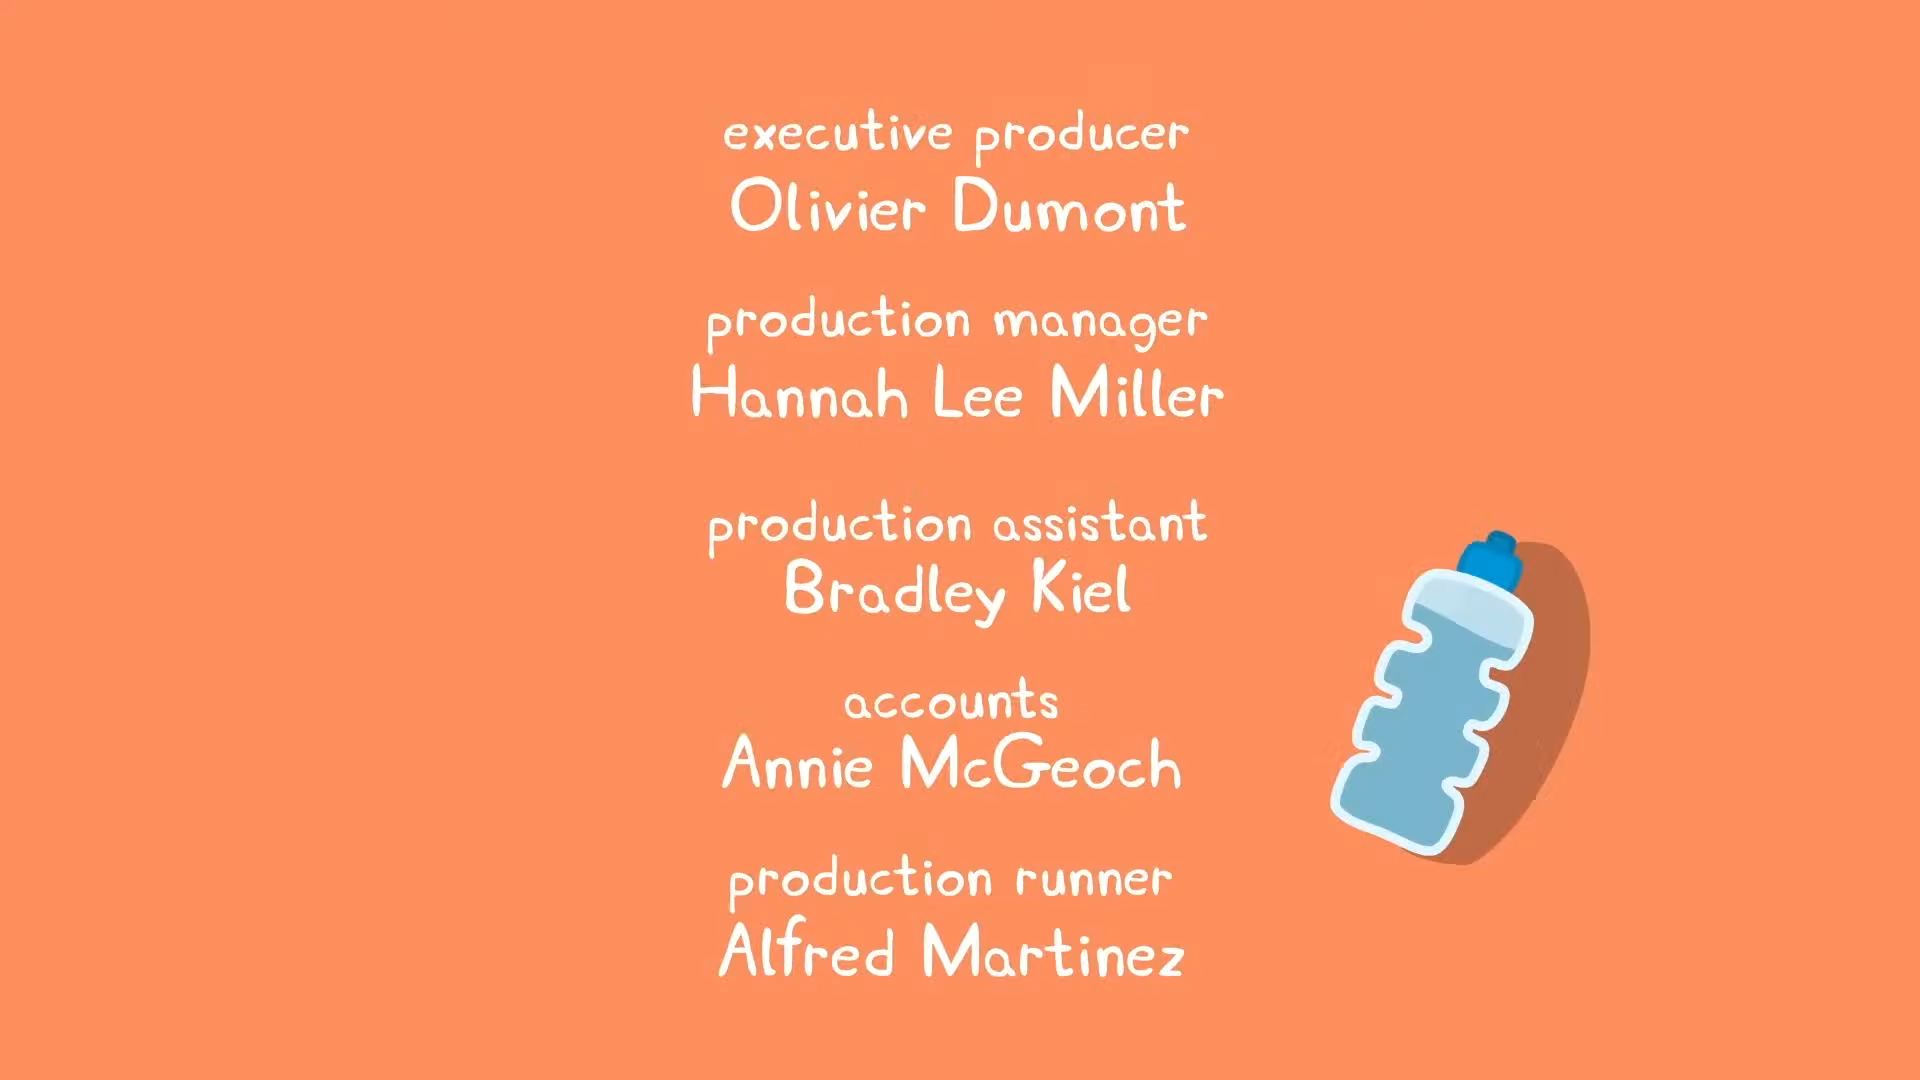 executive producer
Olivier Dumont
production manager
Hannah Lee Miller
production assistant
Bradley Kiel
accounts
Annie McGeoch
production runner
Alfred Martinez